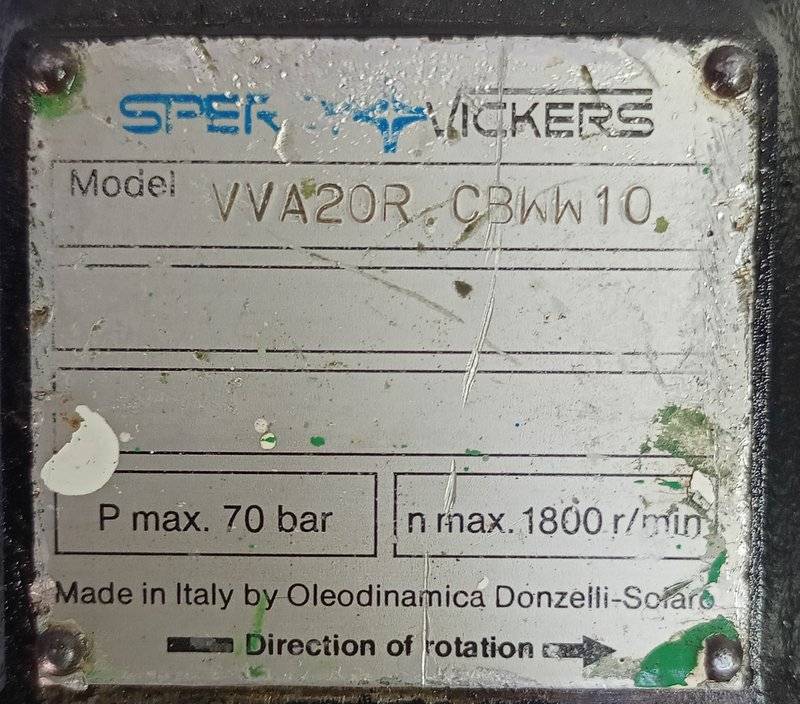 VICKERS
Model VVA20R CBWW10
P max. 70 bar
n max. 1800 r/min
Made in Italy by Oleodinamica Donzelli-Solaro
Direction of rotation